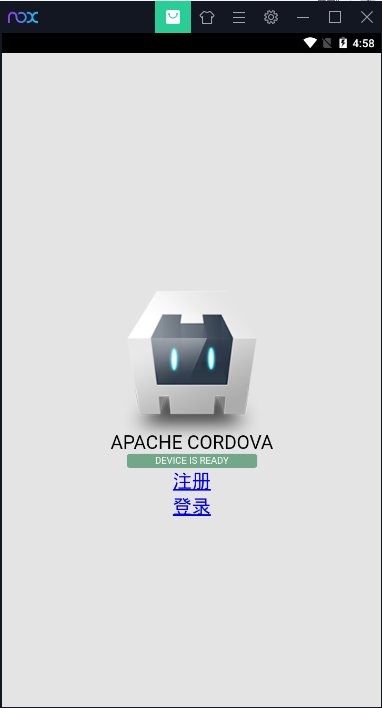 nox
4:58
APACHE CORDOVA
DEVICE IS READY
注册
登录